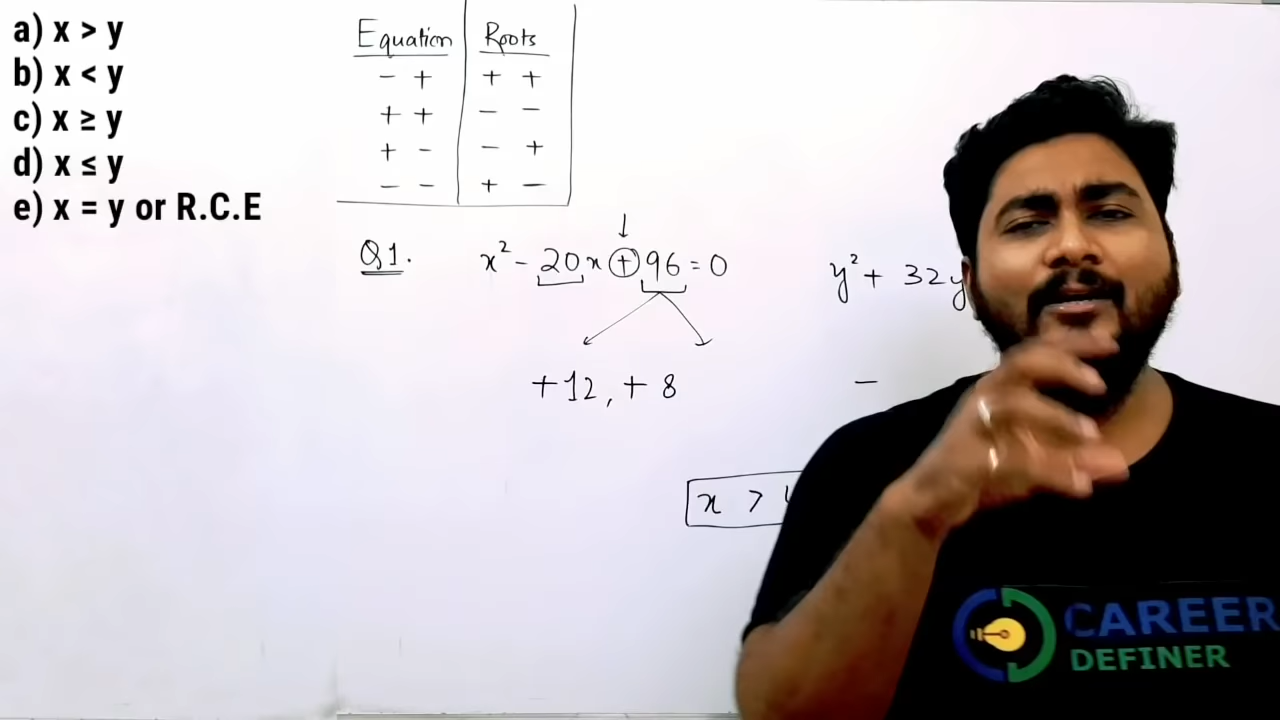 a) x > y
b) x < y
c) x ≥ y
d) x ≤ y
e) x = y or R.C.E
Equation Roots
− + + +
+ + − −
+ − − +
− − + −
Q1. x² − 20x + 96 = 0 y² + 32y
+12, + 8 −
x >
CAREER
DEFINER